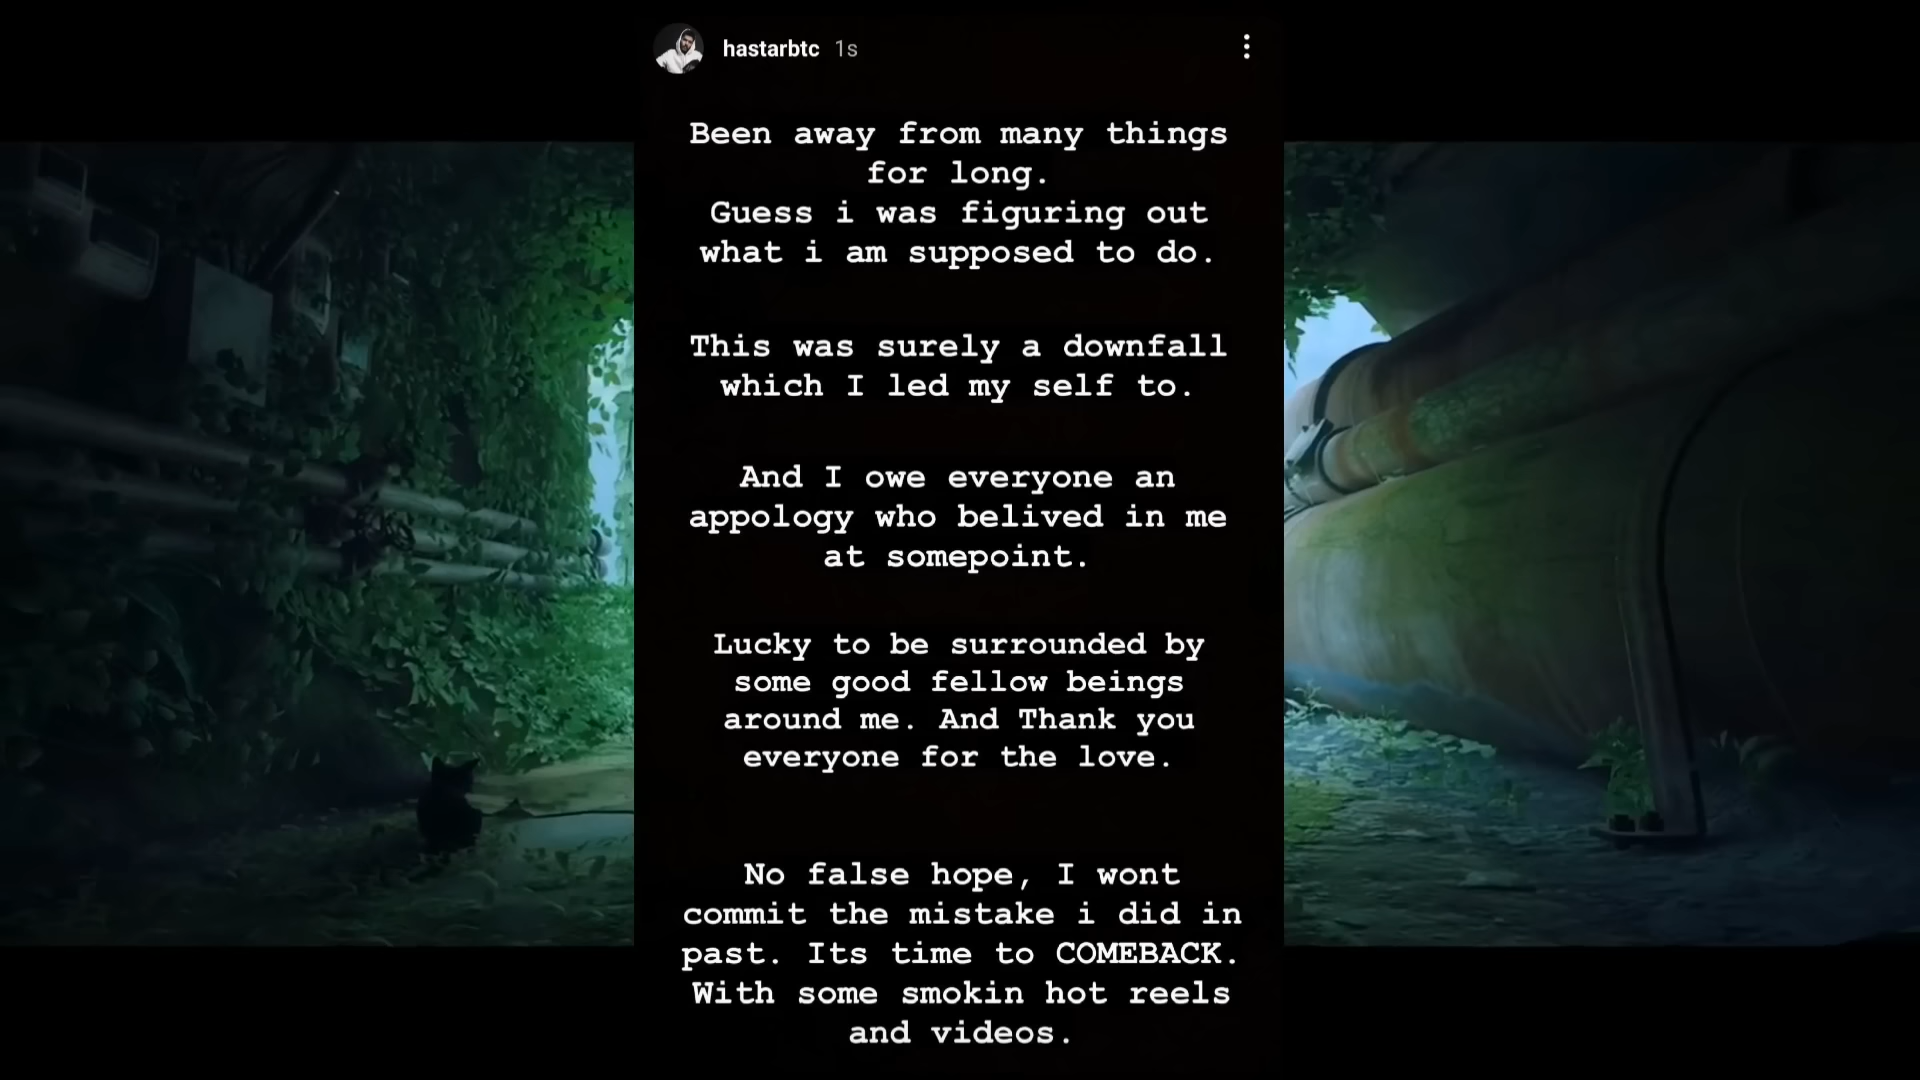 hastarbtc 1s
Been away from many things
for long.
Guess i was figuring out
what i am supposed to do.
This was surely a downfall
which I led my self to.
And I owe everyone an
appology who belived in me
at somepoint.
Lucky to be surrounded by
some good fellow beings
around me. And Thank you
everyone for the love.
No false hope, I wont
commit the mistake i did in
past. Its time to COMEBACK.
With some smokin hot reels
and videos.